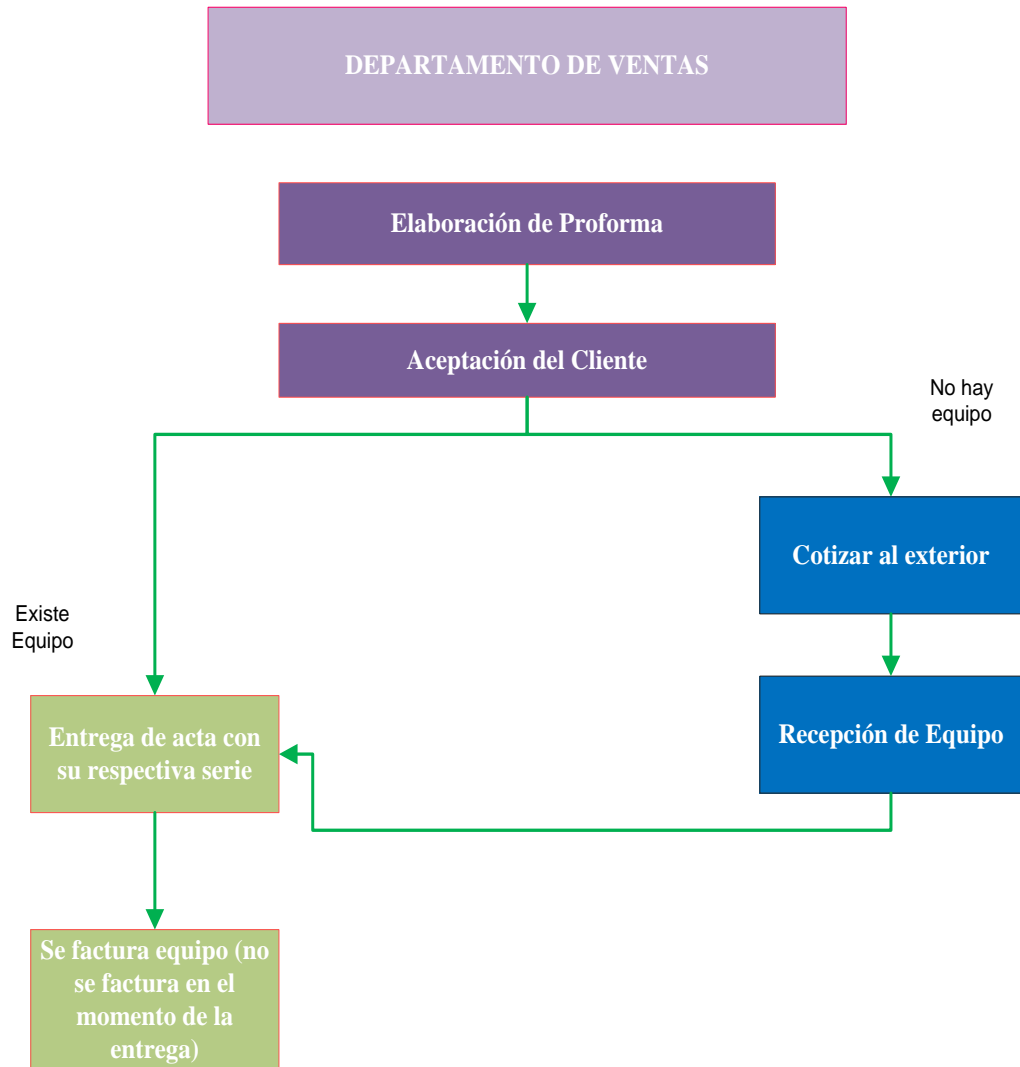 DEPARTAMENTO DE VENTAS
Elaboración de Proforma
Aceptación del Cliente
No hay
equipo
Cotizar al exterior
Existe
Equipo
Entrega de acta con
su respectiva serie
Recepción de Equipo
Se factura equipo (no
se factura en el
momento de la
entrega)